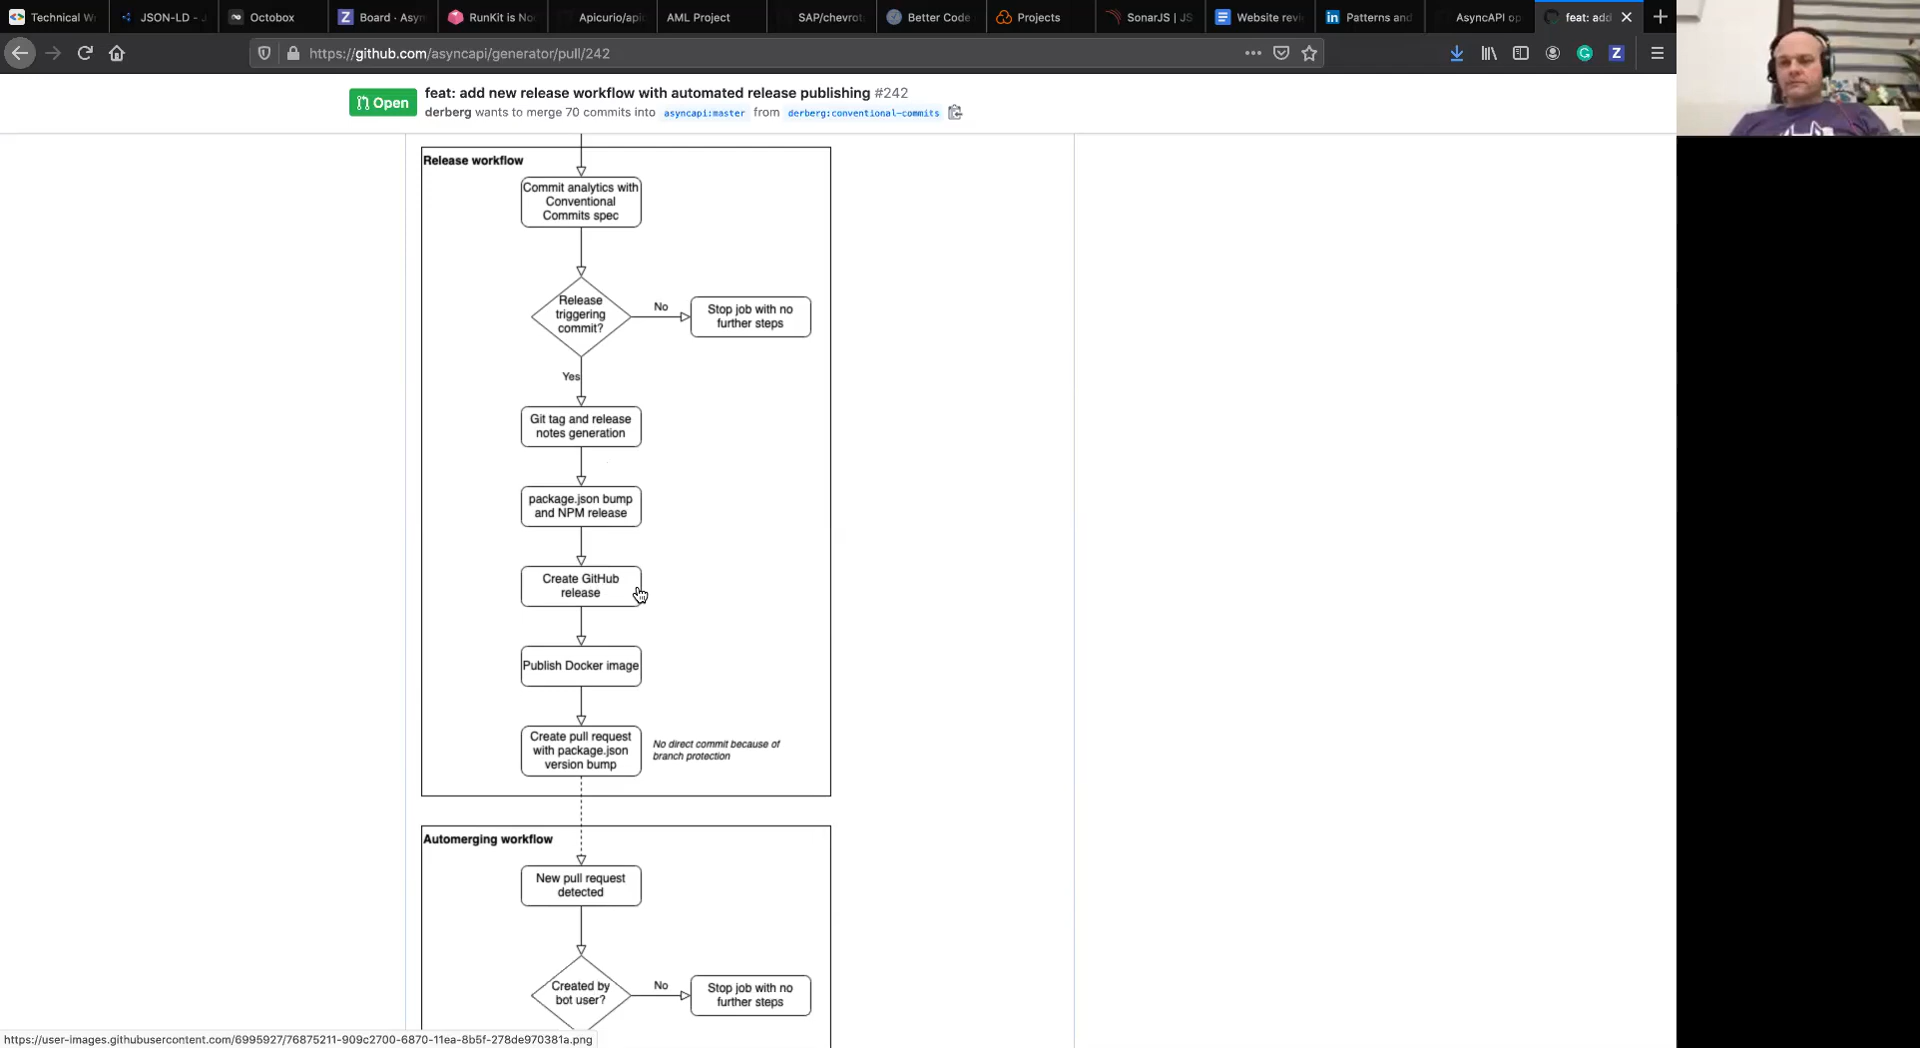 Technical W
JSON-LD - J
Octobox
Board · Asyn
RunKit is No
Apicurio/apic
AML Project
SAP/chevrot
Better Code
Projects
SonarJS | JS
Website revi
Patterns and
AsyncAPI op
feat: add
https://github.com/asyncapi/generator/pull/242
Open
feat: add new release workflow with automated release publishing #242
derberg wants to merge 70 commits into asyncapi:master from derberg:conventional-commits
Release workflow
Commit analytics with
Conventional
Commits spec
Release
triggering
commit?
No
Stop job with no
further steps
Yes
Git tag and release
notes generation
package.json bump
and NPM release
Create GitHub
release
Publish Docker image
Create pull request
with package.json
version bump
No direct commit because of
branch protection
Automerging workflow
New pull request
detected
Created by
bot user?
No
Stop job with no
further steps
https://user-images.githubusercontent.com/6995927/76875211-909c2700-6870-11ea-8b5f-278de970381a.png